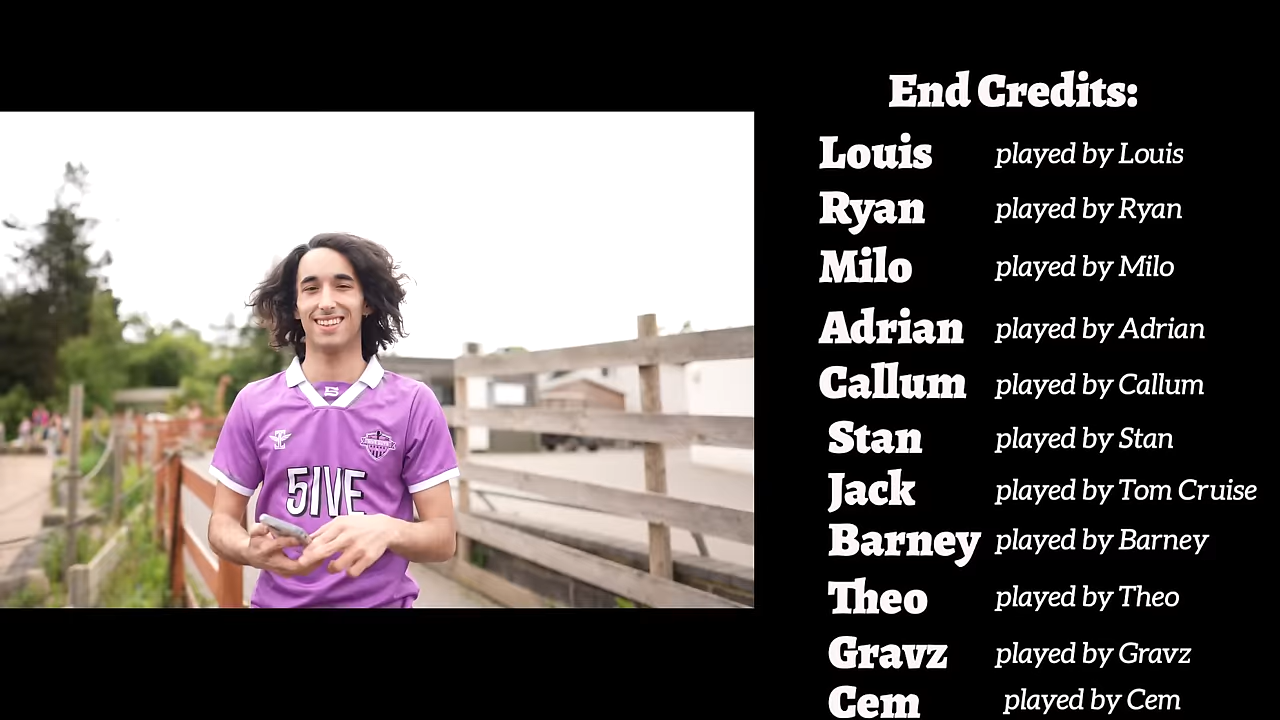 End Credits:
Louis played by Louis
Ryan played by Ryan
Milo played by Milo
Adrian played by Adrian
Callum played by Callum
Stan played by Stan
Jack played by Tom Cruise
Barney played by Barney
Theo played by Theo
Gravz played by Gravz
Cem played by Cem
5IVE